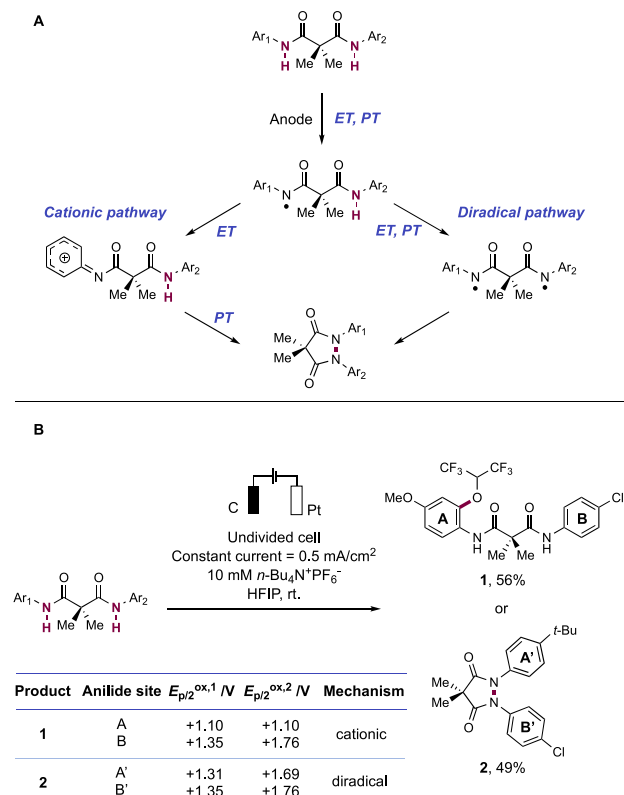 A
O O
Ar1 N N Ar2
H Me Me H
Anode ET, PT
O O
Ar1 N N Ar2
• Me Me H
Cationic pathway Diradical pathway
ET ET, PT
⊕ O O
N N Ar2
Me Me H
O O
Ar1 N N Ar2
• Me Me •
PT
O Ar1
Me N
Me N
O Ar2
B
C Pt
Undivided cell
Constant current = 0.5 mA/cm²
10 mM n-Bu₄N⁺PF₆⁻
HFIP, rt.
O O
Ar1 N N Ar2
H Me Me H
CF3 CF3
MeO O Cl
A O O B
N N
H Me Me H
1, 56%
or
t-Bu
O A'
Me N
Me N
O B'
Cl
2, 49%
Product Anilide site Ep/2ox,1 /V Ep/2ox,2 /V Mechanism
1 A +1.10 +1.10 cationic
B +1.35 +1.76
2 A' +1.31 +1.69 diradical
B' +1.35 +1.76